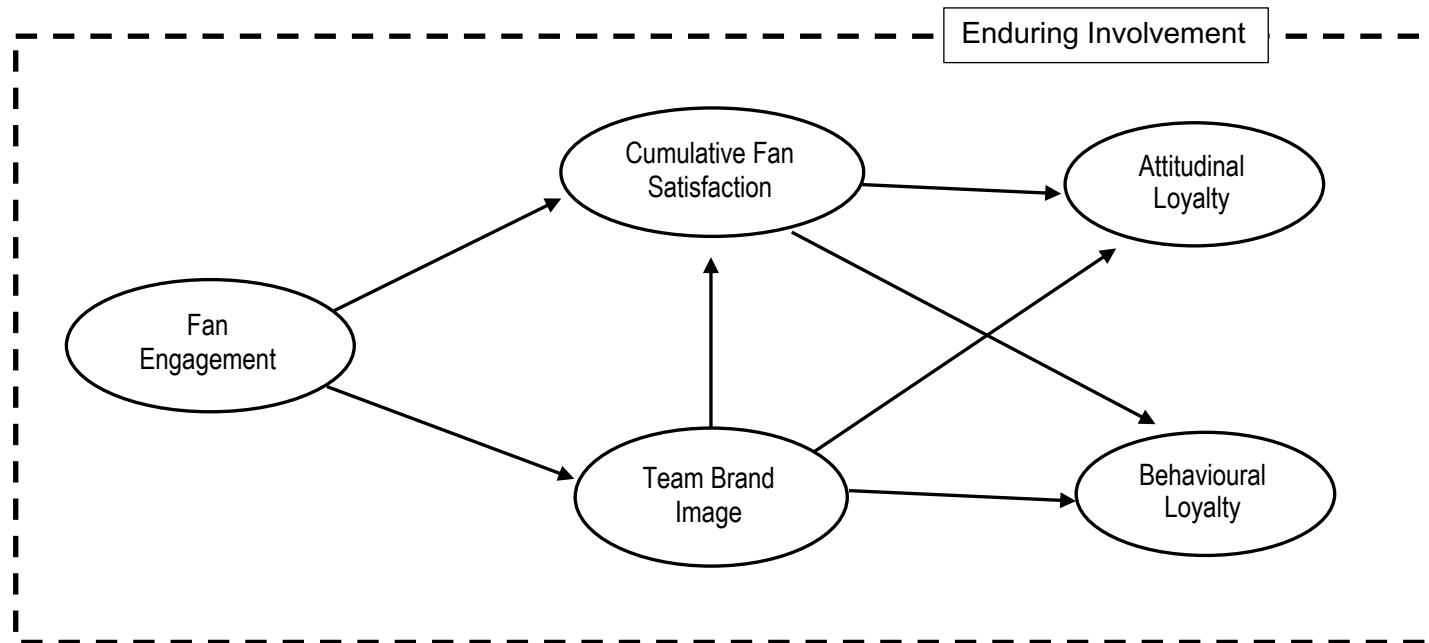 Enduring Involvement
Cumulative Fan
Satisfaction
Attitudinal
Loyalty
Fan
Engagement
Team Brand
Image
Behavioural
Loyalty